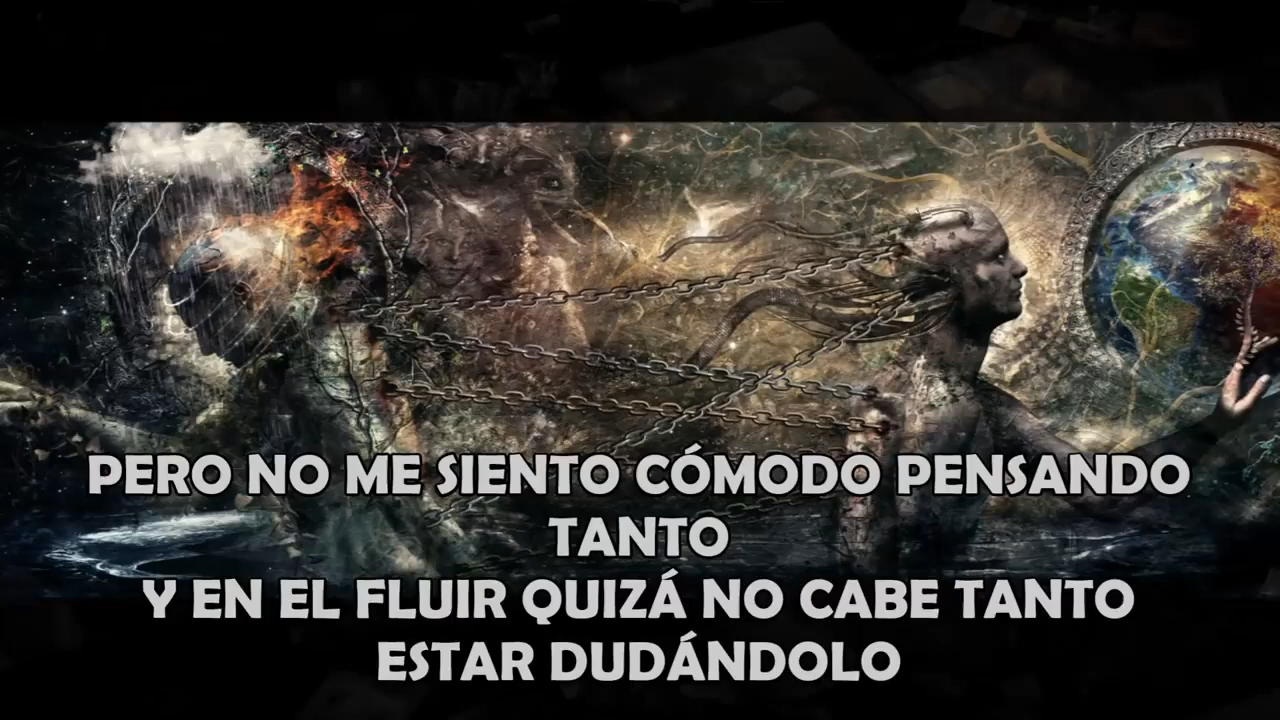 PERO NO ME SIENTO CÓMODO PENSANDO
TANTO
Y EN EL FLUIR QUIZÁ NO CABE TANTO
ESTAR DUDÁNDOLO